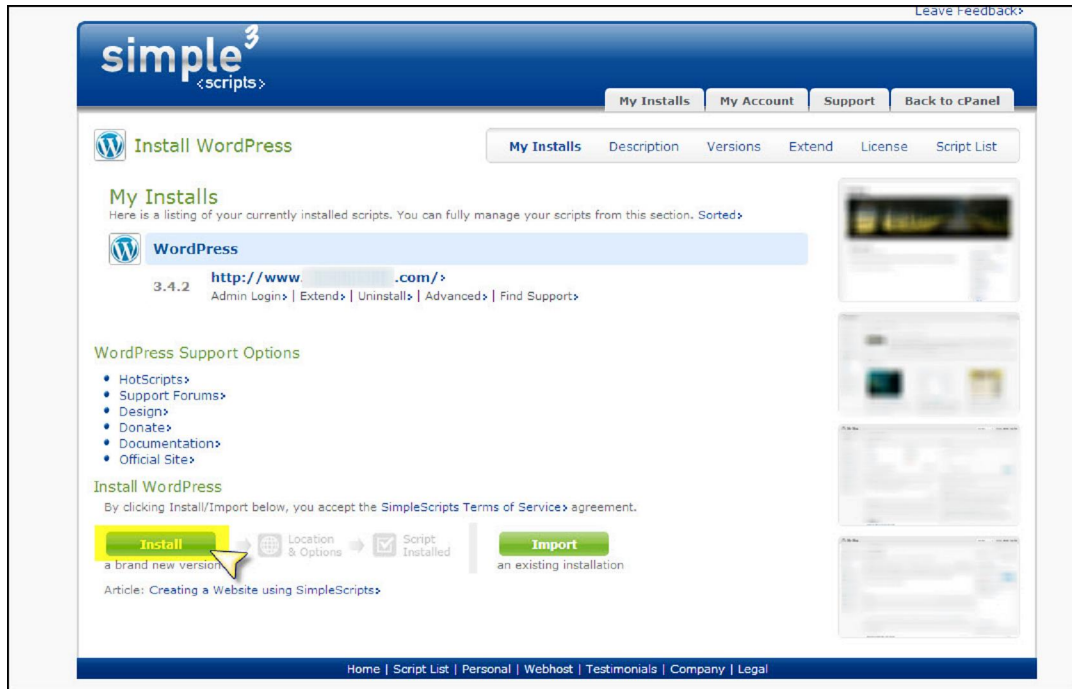 Leave Feedback>
simple3
<scripts>
My Installs My Account Support Back to cPanel
Install WordPress
My Installs Description Versions Extend License Script List
My Installs
Here is a listing of your currently installed scripts. You can fully manage your scripts from this section. Sorted>
WordPress
3.4.2 http://www. .com/>
Admin Login> | Extend> | Uninstall> | Advanced> | Find Support>
WordPress Support Options
HotScripts>
Support Forums>
Design>
Donate>
Documentation>
Official Site>
Install WordPress
By clicking Install/Import below, you accept the SimpleScripts Terms of Service> agreement.
Install Location & Options Script Installed Import
a brand new version an existing installation
Article: Creating a Website using SimpleScripts>
Home | Script List | Personal | Webhost | Testimonials | Company | Legal